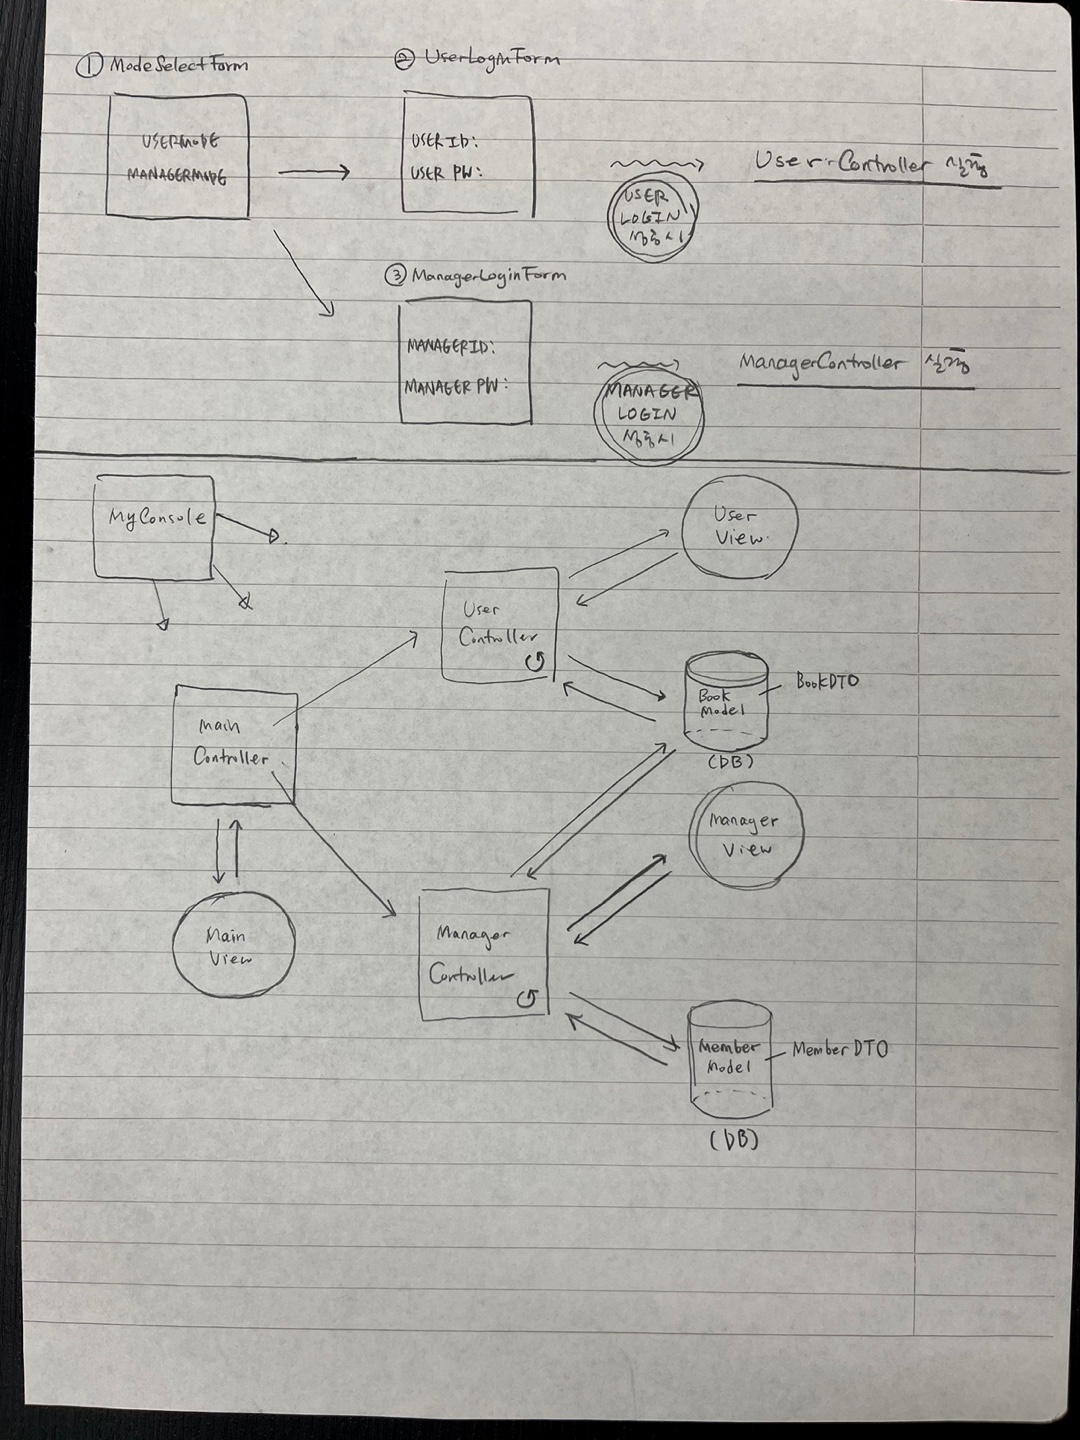 ① ModeSelectForm
USERMODE
MANAGERMODE
② UserLoginForm
USER ID:
USER PW:
USER
LOGIN
성공시
User Controller 실행
③ ManagerLoginForm
MANAGER ID:
MANAGER PW:
MANAGER
LOGIN
성공시
ManagerController 실행
MyConsole
User
View
User
Controller
Book
Model
(DB)
BookDTO
Main
Controller
Manager
View
Main
View
Manager
Controller
Member
Model
(DB)
Member DTO